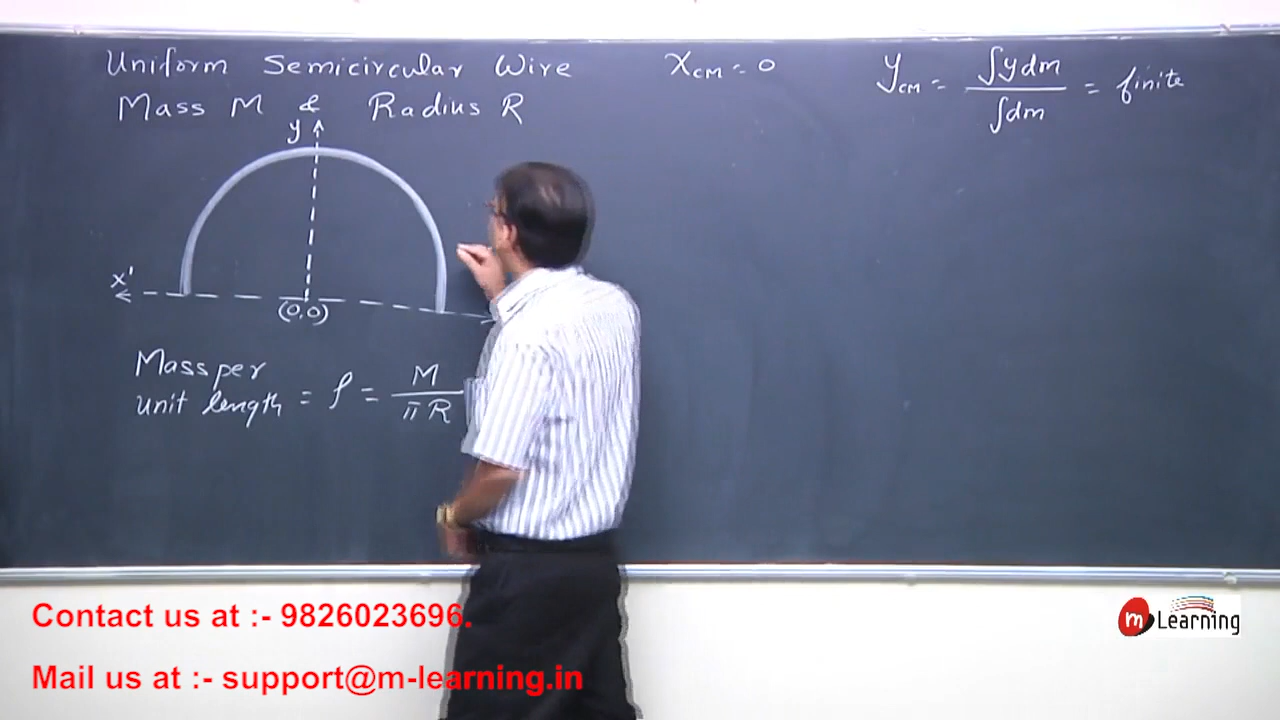 Uniform Semicircular Wire
Mass M & Radius R
X_CM = 0
Y_CM = ∫y dm / ∫dm = finite
y
x'
(0,0)
Mass per
unit length = ρ = M / πR
Contact us at :- 9826023696.
Mail us at :- support@m-learning.in
m Learning